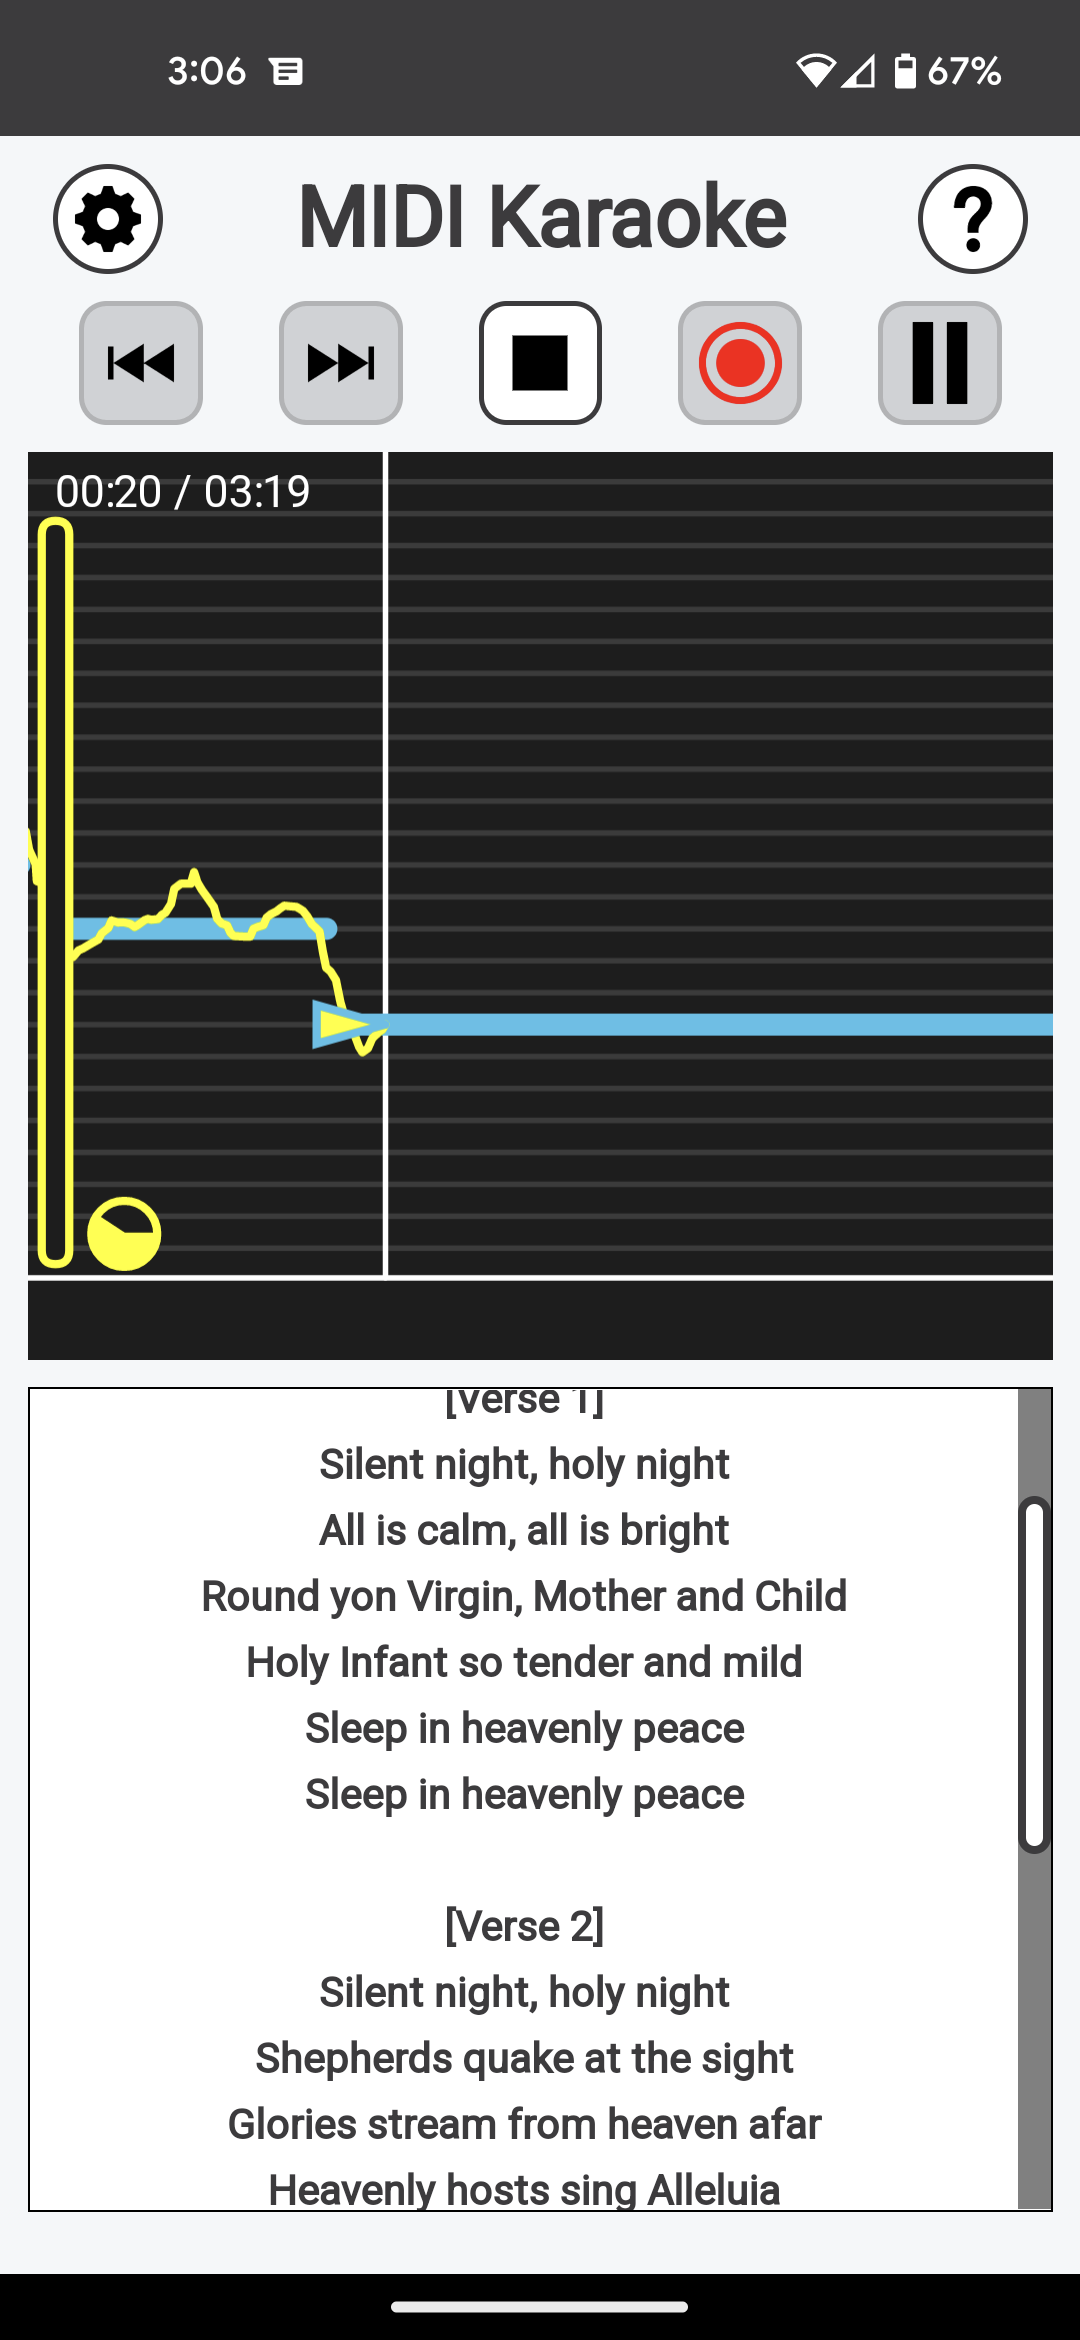 3:06
67%
MIDI Karaoke
?
00:20 / 03:19
[Verse 1]
Silent night, holy night
All is calm, all is bright
Round yon Virgin, Mother and Child
Holy Infant so tender and mild
Sleep in heavenly peace
Sleep in heavenly peace
[Verse 2]
Silent night, holy night
Shepherds quake at the sight
Glories stream from heaven afar
Heavenly hosts sing Alleluia